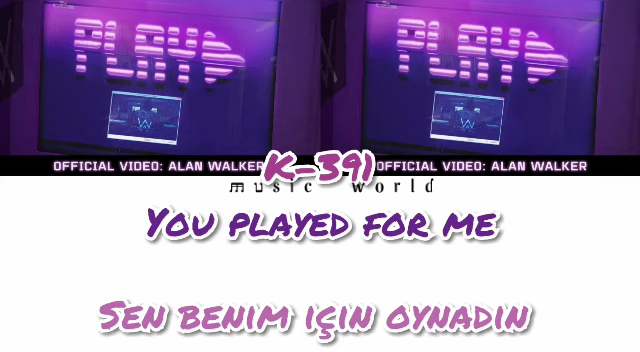 PLAY PLAY
OFFICIAL VIDEO: ALAN WALKER OFFICIAL VIDEO: ALAN WALKER
K-391
music world
You played for me
Sen benim için oynadın